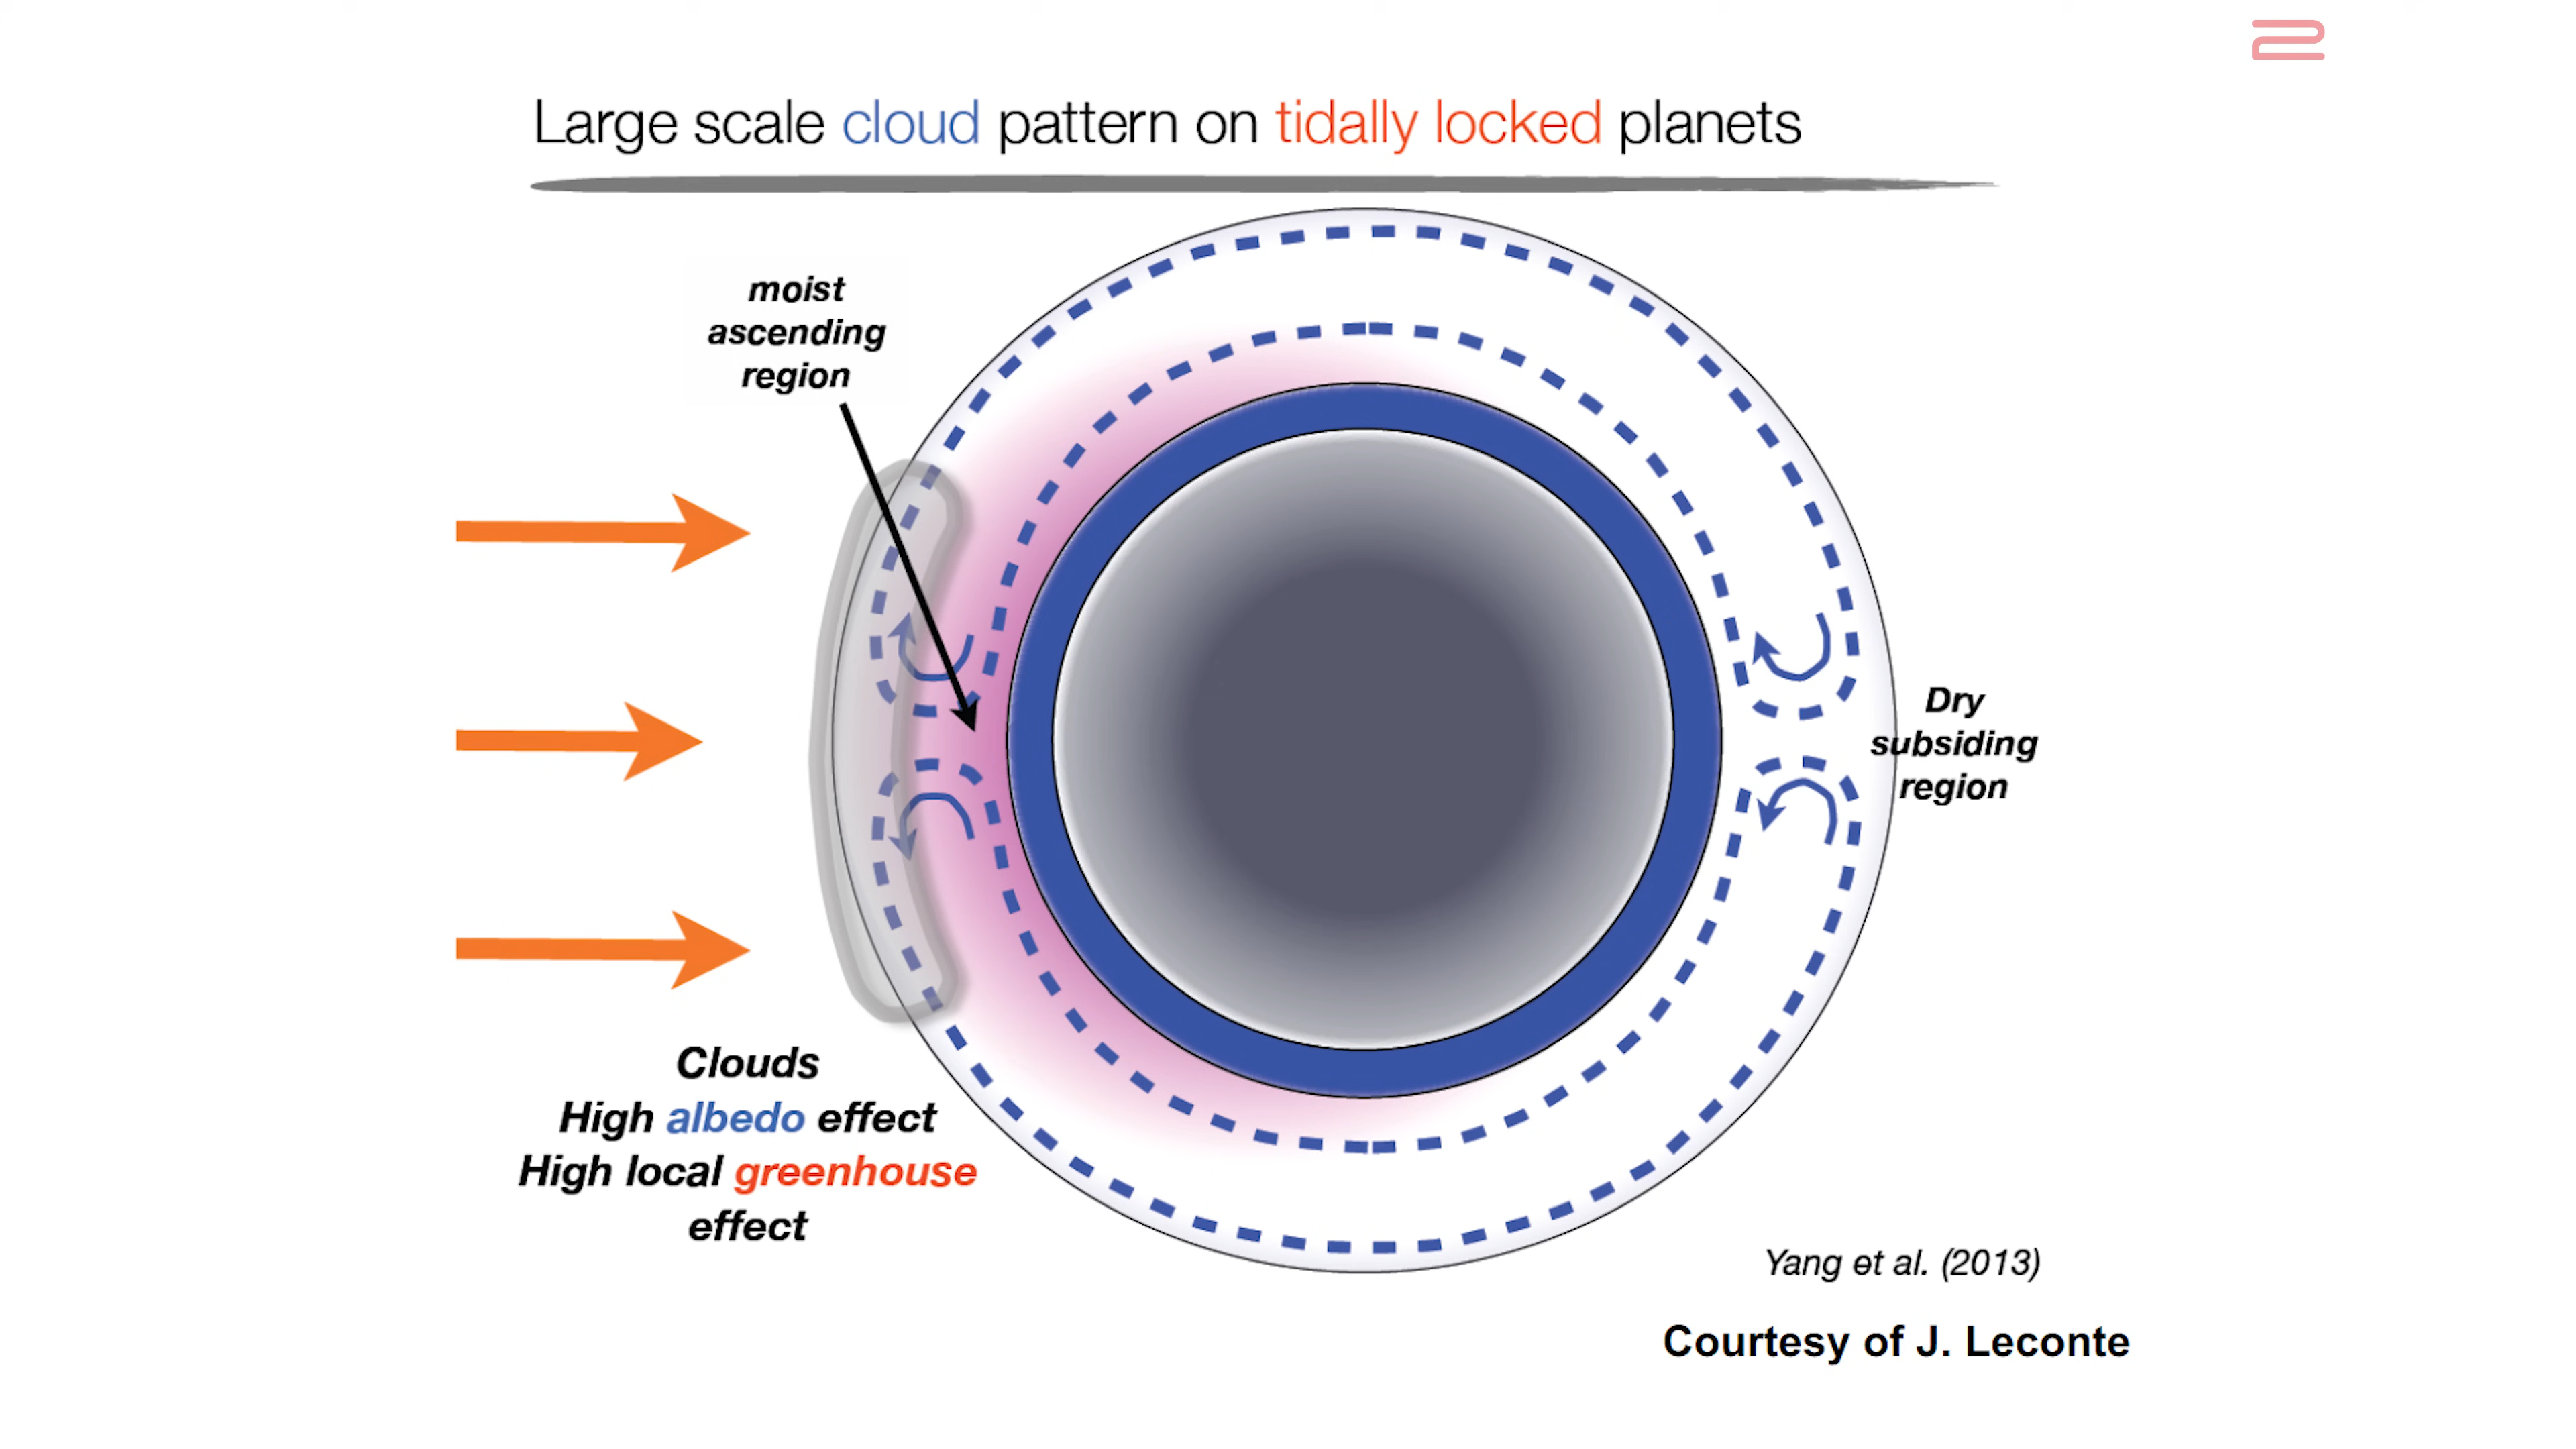 Large scale cloud pattern on tidally locked planets
moist
ascending
region
Dry
subsiding
region
Clouds
High albedo effect
High local greenhouse
effect
Yang et al. (2013)
Courtesy of J. Leconte